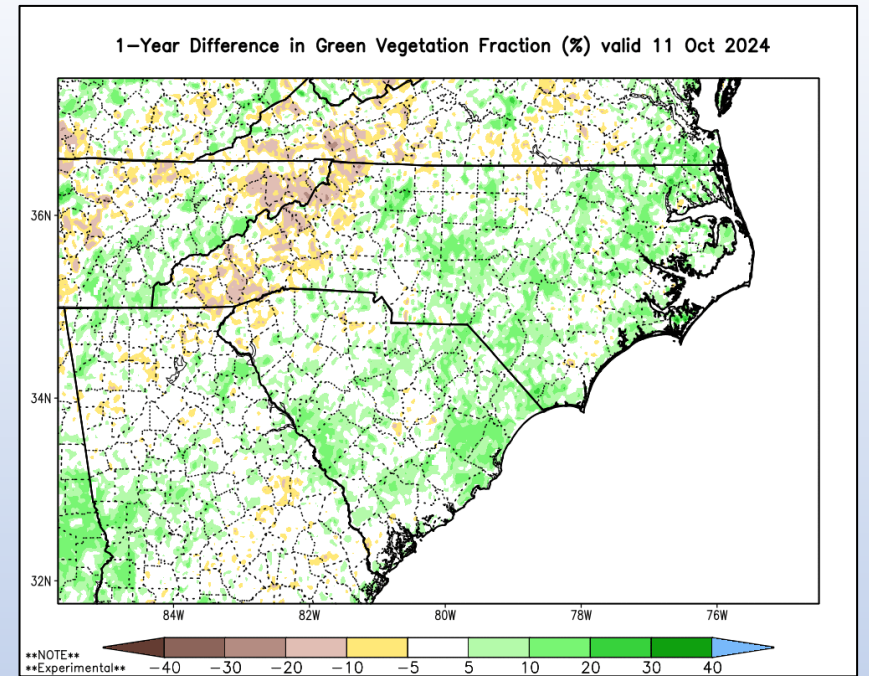 1-Year Difference in Green Vegetation Fraction (%) valid 11 Oct 2024
36N
34N
32N
84W 82W 80W 78W 76W
**NOTE**
**Experimental** -40 -30 -20 -10 -5 5 10 20 30 40